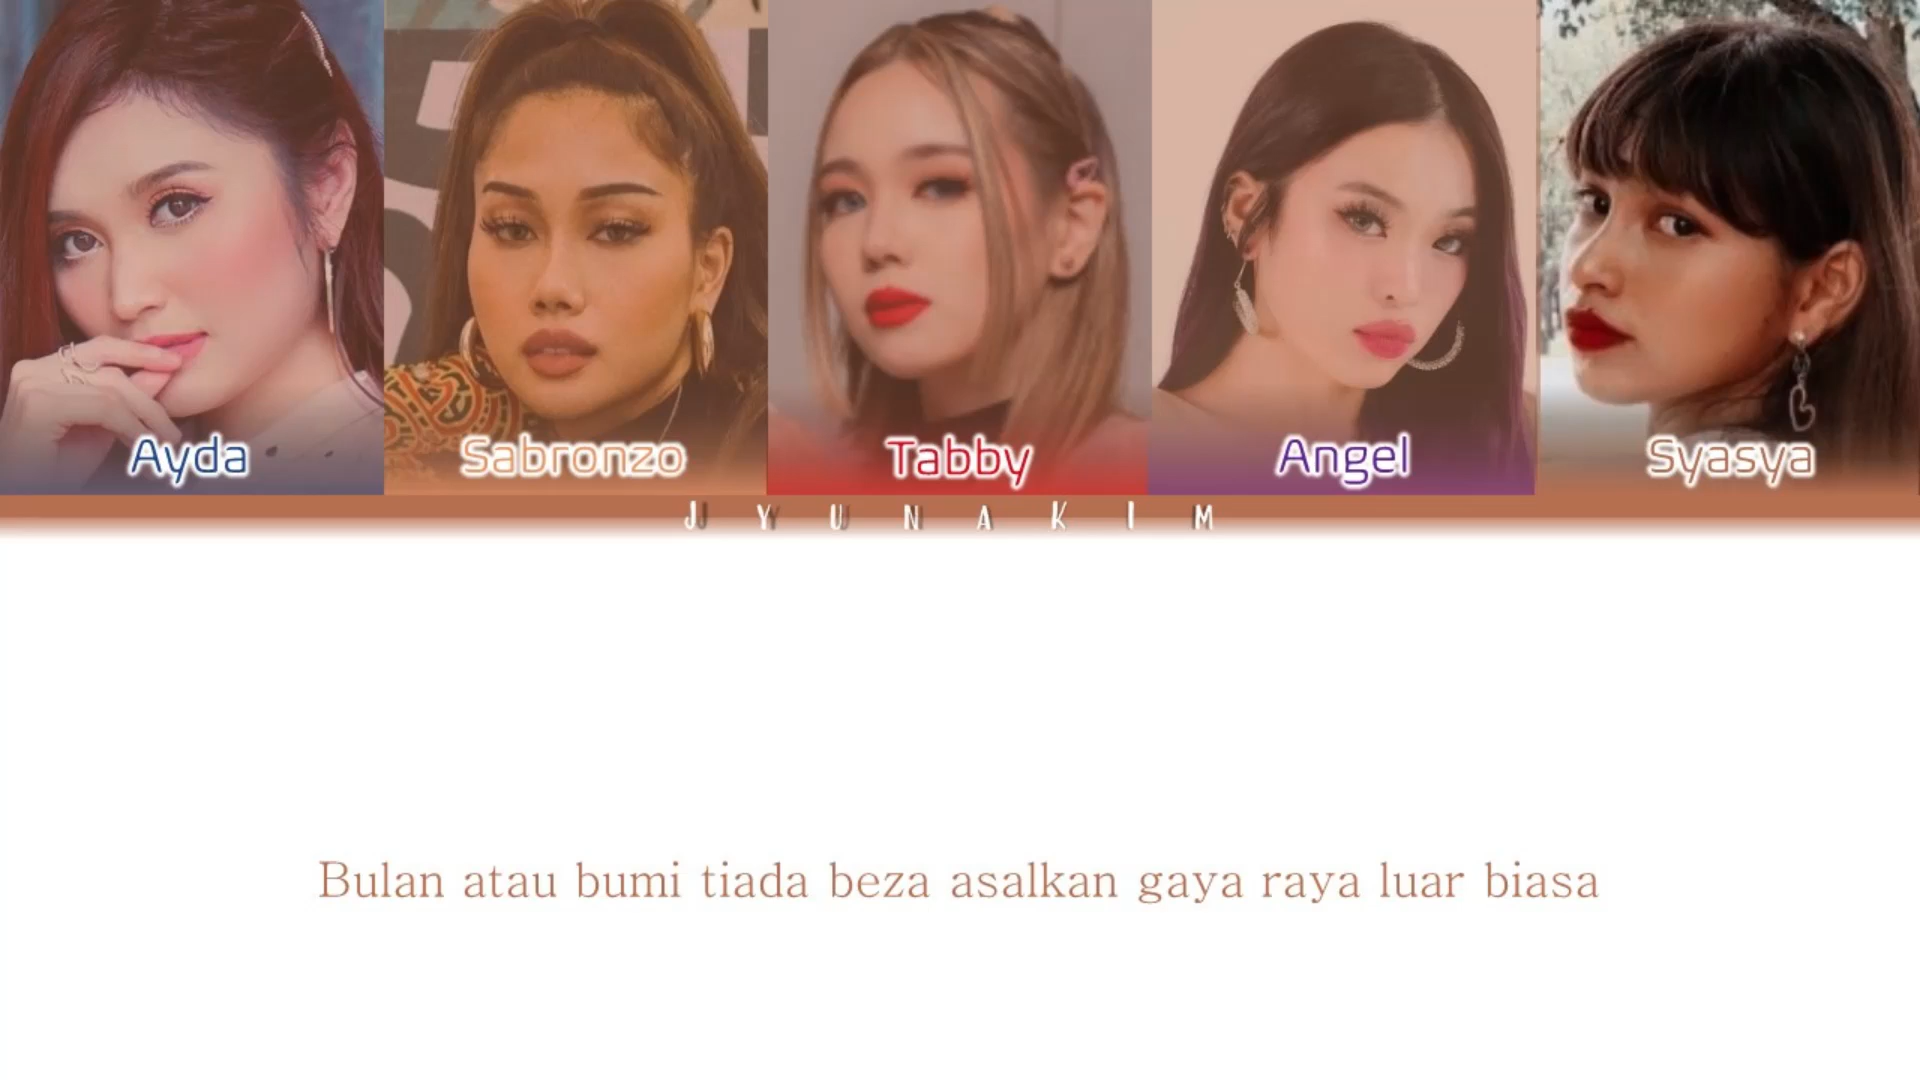 Ayda
Sabronzo
Tabby
Angel
Syasya
JYUNAKIM
Bulan atau bumi tiada beza asalkan gaya raya luar biasa